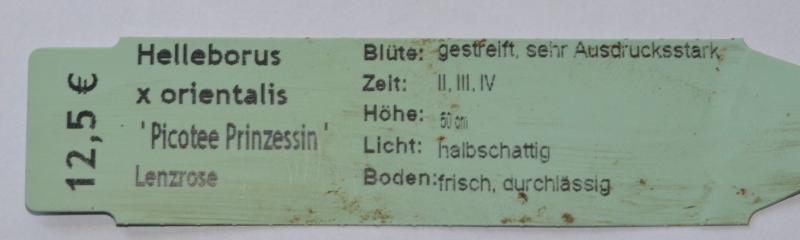 12,5 €
Helleborus
x orientalis
'Picotee Prinzessin'
Lenzrose
Blüte: gestreift, sehr Ausdrucksstark
Zeit: II, III, IV
Höhe: 50 cm
Licht: halbschattig
Boden: frisch, durchlässig